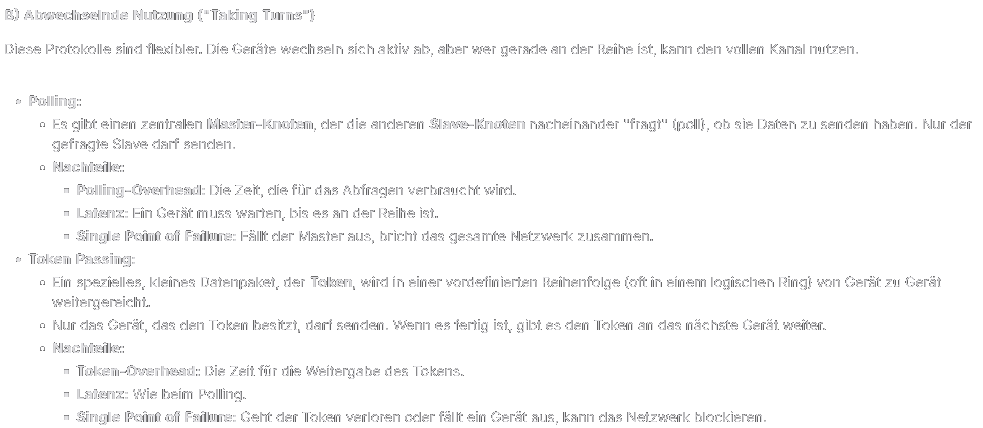 B) Abwechselnde Nutzung ("Taking Turns")
Diese Protokolle sind flexibler. Die Geräte wechseln sich aktiv ab, aber wer gerade an der Reihe ist, kann den vollen Kanal nutzen.
Polling:
Es gibt einen zentralen Master-Knoten, der die anderen Slave-Knoten nacheinander "fragt" (poll), ob sie Daten zu senden haben. Nur der
gefragte Slave darf senden.
Nachteile:
Polling-Overhead: Die Zeit, die für das Abfragen verbraucht wird.
Latenz: Ein Gerät muss warten, bis es an der Reihe ist.
Single Point of Failure: Fällt der Master aus, bricht das gesamte Netzwerk zusammen.
Token Passing:
Ein spezielles, kleines Datenpaket, der Token, wird in einer vordefinierten Reihenfolge (oft in einem logischen Ring) von Gerät zu Gerät
weitergereicht.
Nur das Gerät, das den Token besitzt, darf senden. Wenn es fertig ist, gibt es den Token an das nächste Gerät weiter.
Nachteile:
Token-Overhead: Die Zeit für die Weitergabe des Tokens.
Latenz: Wie beim Polling.
Single Point of Failure: Geht der Token verloren oder fällt ein Gerät aus, kann das Netzwerk blockieren.